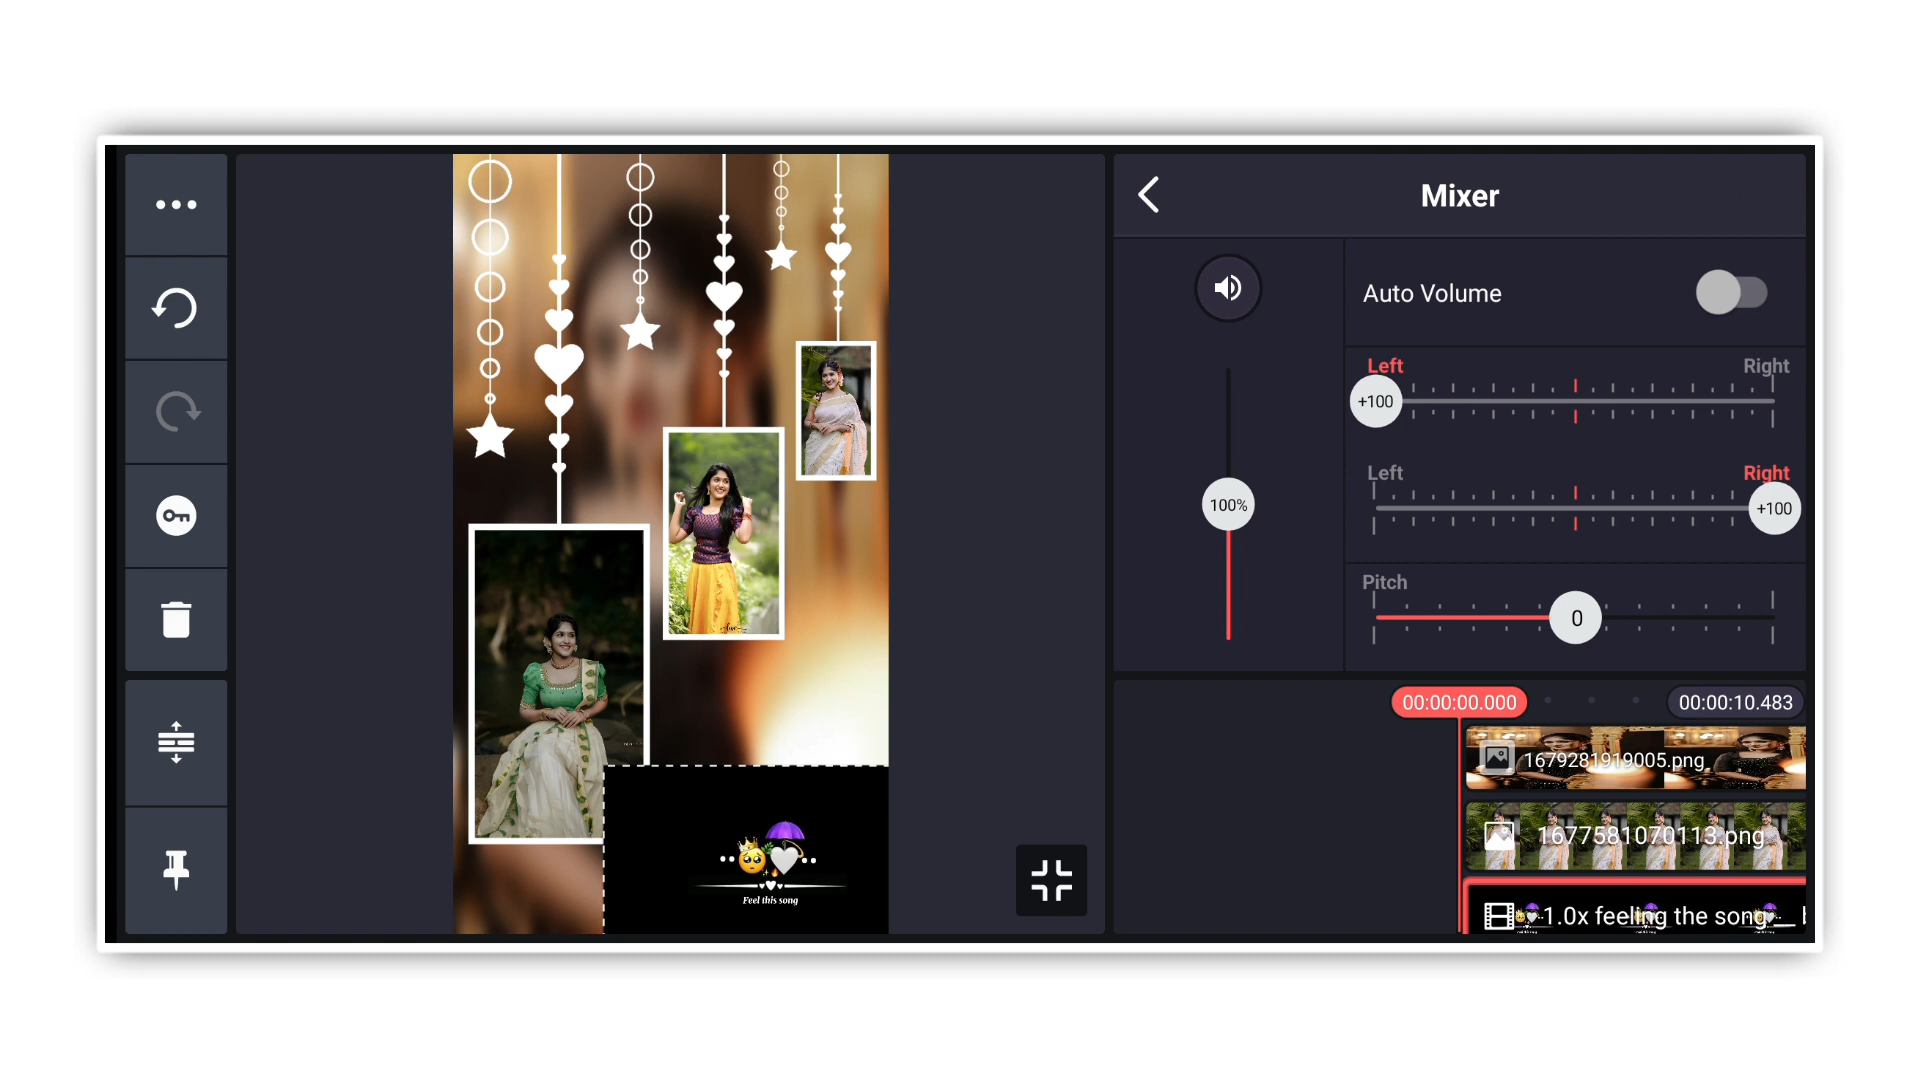 Mixer
Auto Volume
Left
Right
+100
100%
Left
Right
+100
Pitch
0
00:00:00.000
00:00:10.483
1679281919005.png
1677581070113.png
1.0x feeling the song__
Feel this song